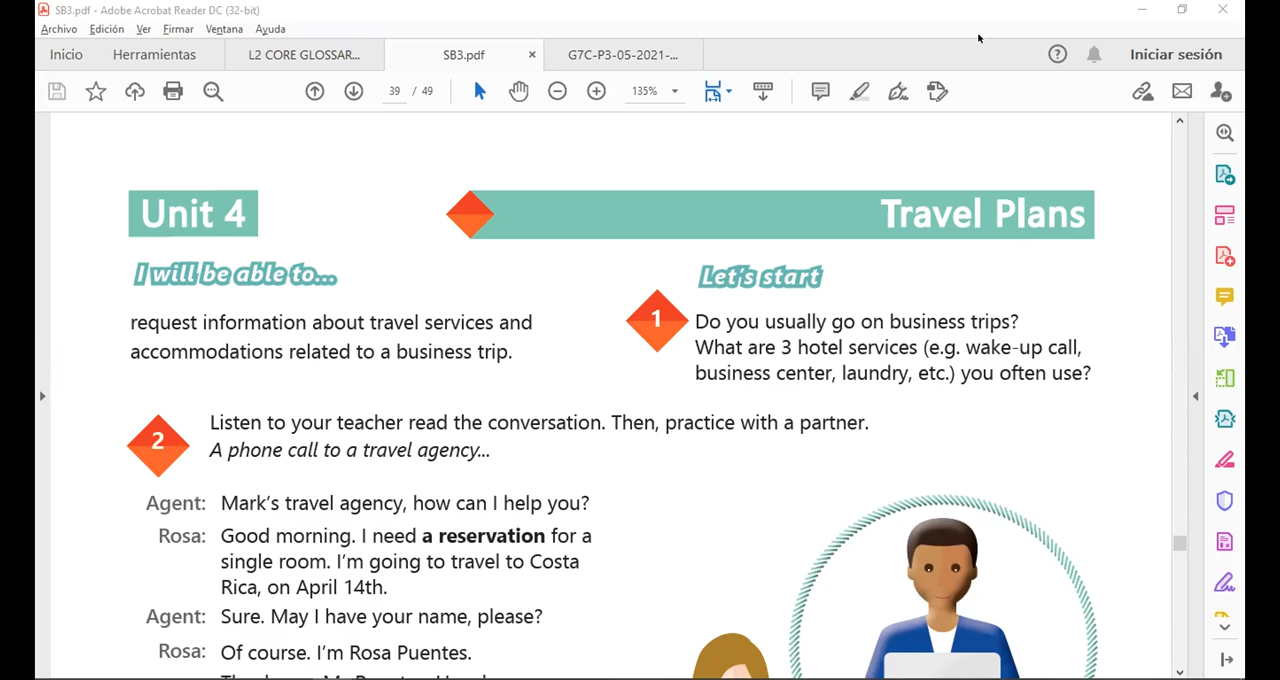 SB3.pdf - Adobe Acrobat Reader DC (32-bit)
Archivo Edición Ver Firmar Ventana Ayuda
Inicio Herramientas L2 CORE GLOSSAR... SB3.pdf × G7C-P3-05-2021-... Iniciar sesión
39 / 49 135%
Unit 4 Travel Plans
I will be able to...
request information about travel services and
accommodations related to a business trip.
Let's start
1 Do you usually go on business trips?
What are 3 hotel services (e.g. wake-up call,
business center, laundry, etc.) you often use?
2 Listen to your teacher read the conversation. Then, practice with a partner.
A phone call to a travel agency...
Agent: Mark's travel agency, how can I help you?
Rosa: Good morning. I need a reservation for a
single room. I'm going to travel to Costa
Rica, on April 14th.
Agent: Sure. May I have your name, please?
Rosa: Of course. I'm Rosa Puentes.